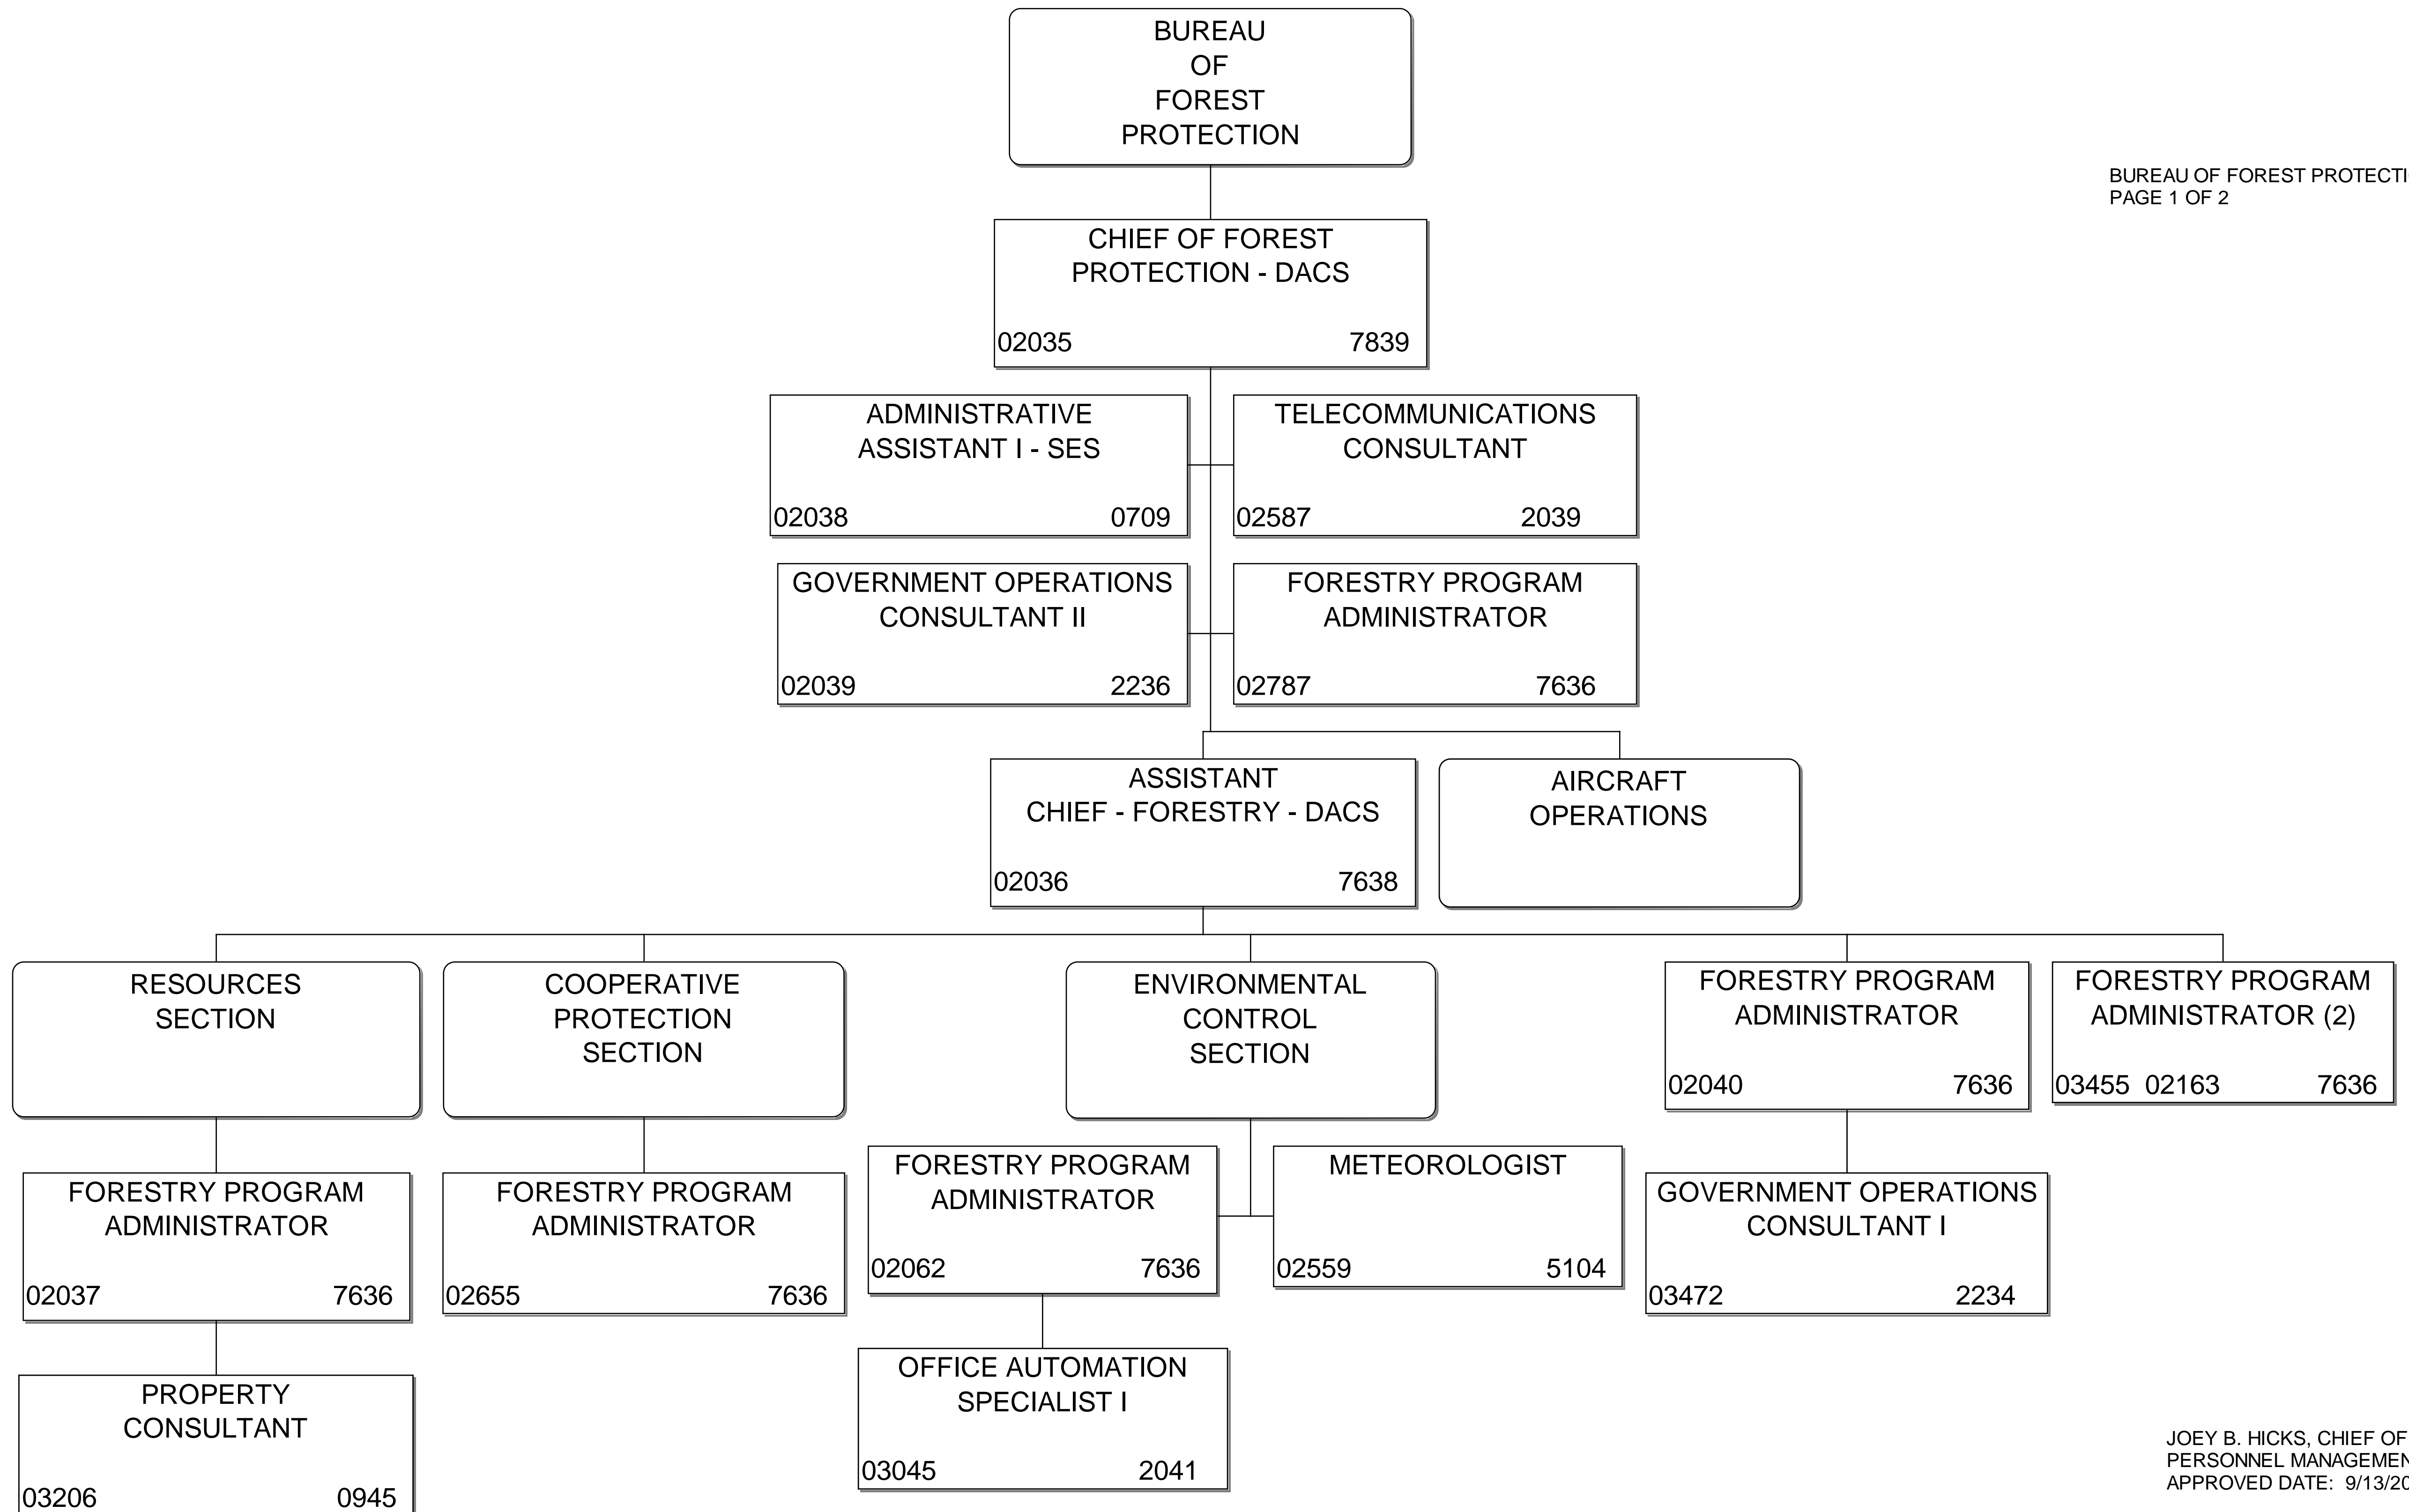 BUREAU
OF
FOREST
PROTECTION
BUREAU OF FOREST
PAGE 1 OF 2
CHIEF OF FOREST
PROTECTION - DACS
02035 7839
ADMINISTRATIVE
ASSISTANT I - SES
02038 0709
TELECOMMUNICATIONS
CONSULTANT
02587 2039
GOVERNMENT OPERATIONS
CONSULTANT II
02039 2236
FORESTRY PROGRAM
ADMINISTRATOR
02787 7636
ASSISTANT
CHIEF - FORESTRY - DACS
02036 7638
AIRCRAFT
OPERATIONS
RESOURCES
SECTION
COOPERATIVE
PROTECTION
SECTION
ENVIRONMENTAL
CONTROL
SECTION
FORESTRY PROGRAM
ADMINISTRATOR
02040 7636
FORESTRY PROGRAM
ADMINISTRATOR (2)
03455 02163 7636
FORESTRY PROGRAM
ADMINISTRATOR
02037 7636
FORESTRY PROGRAM
ADMINISTRATOR
02655 7636
FORESTRY PROGRAM
ADMINISTRATOR
02062 7636
METEOROLOGIST
02559 5104
GOVERNMENT OPERATIONS
CONSULTANT I
03472 2234
PROPERTY
CONSULTANT
03206 0945
OFFICE AUTOMATION
SPECIALIST I
03045 2041
JOEY B. HICKS, CHIEF OF
PERSONNEL
APPROVED DATE: